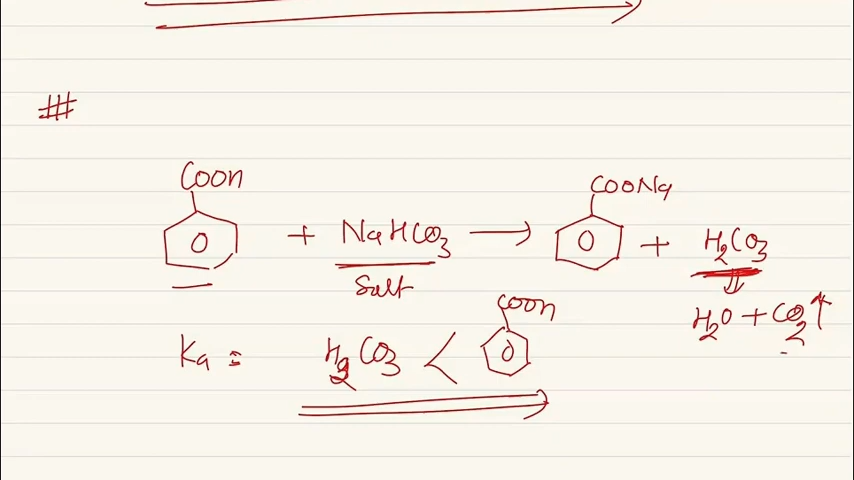 #
COOH COONa
+ NaHCO3 → + H2CO3
Salt
COOH
H2O + CO2↑
Ka = H2CO3 <